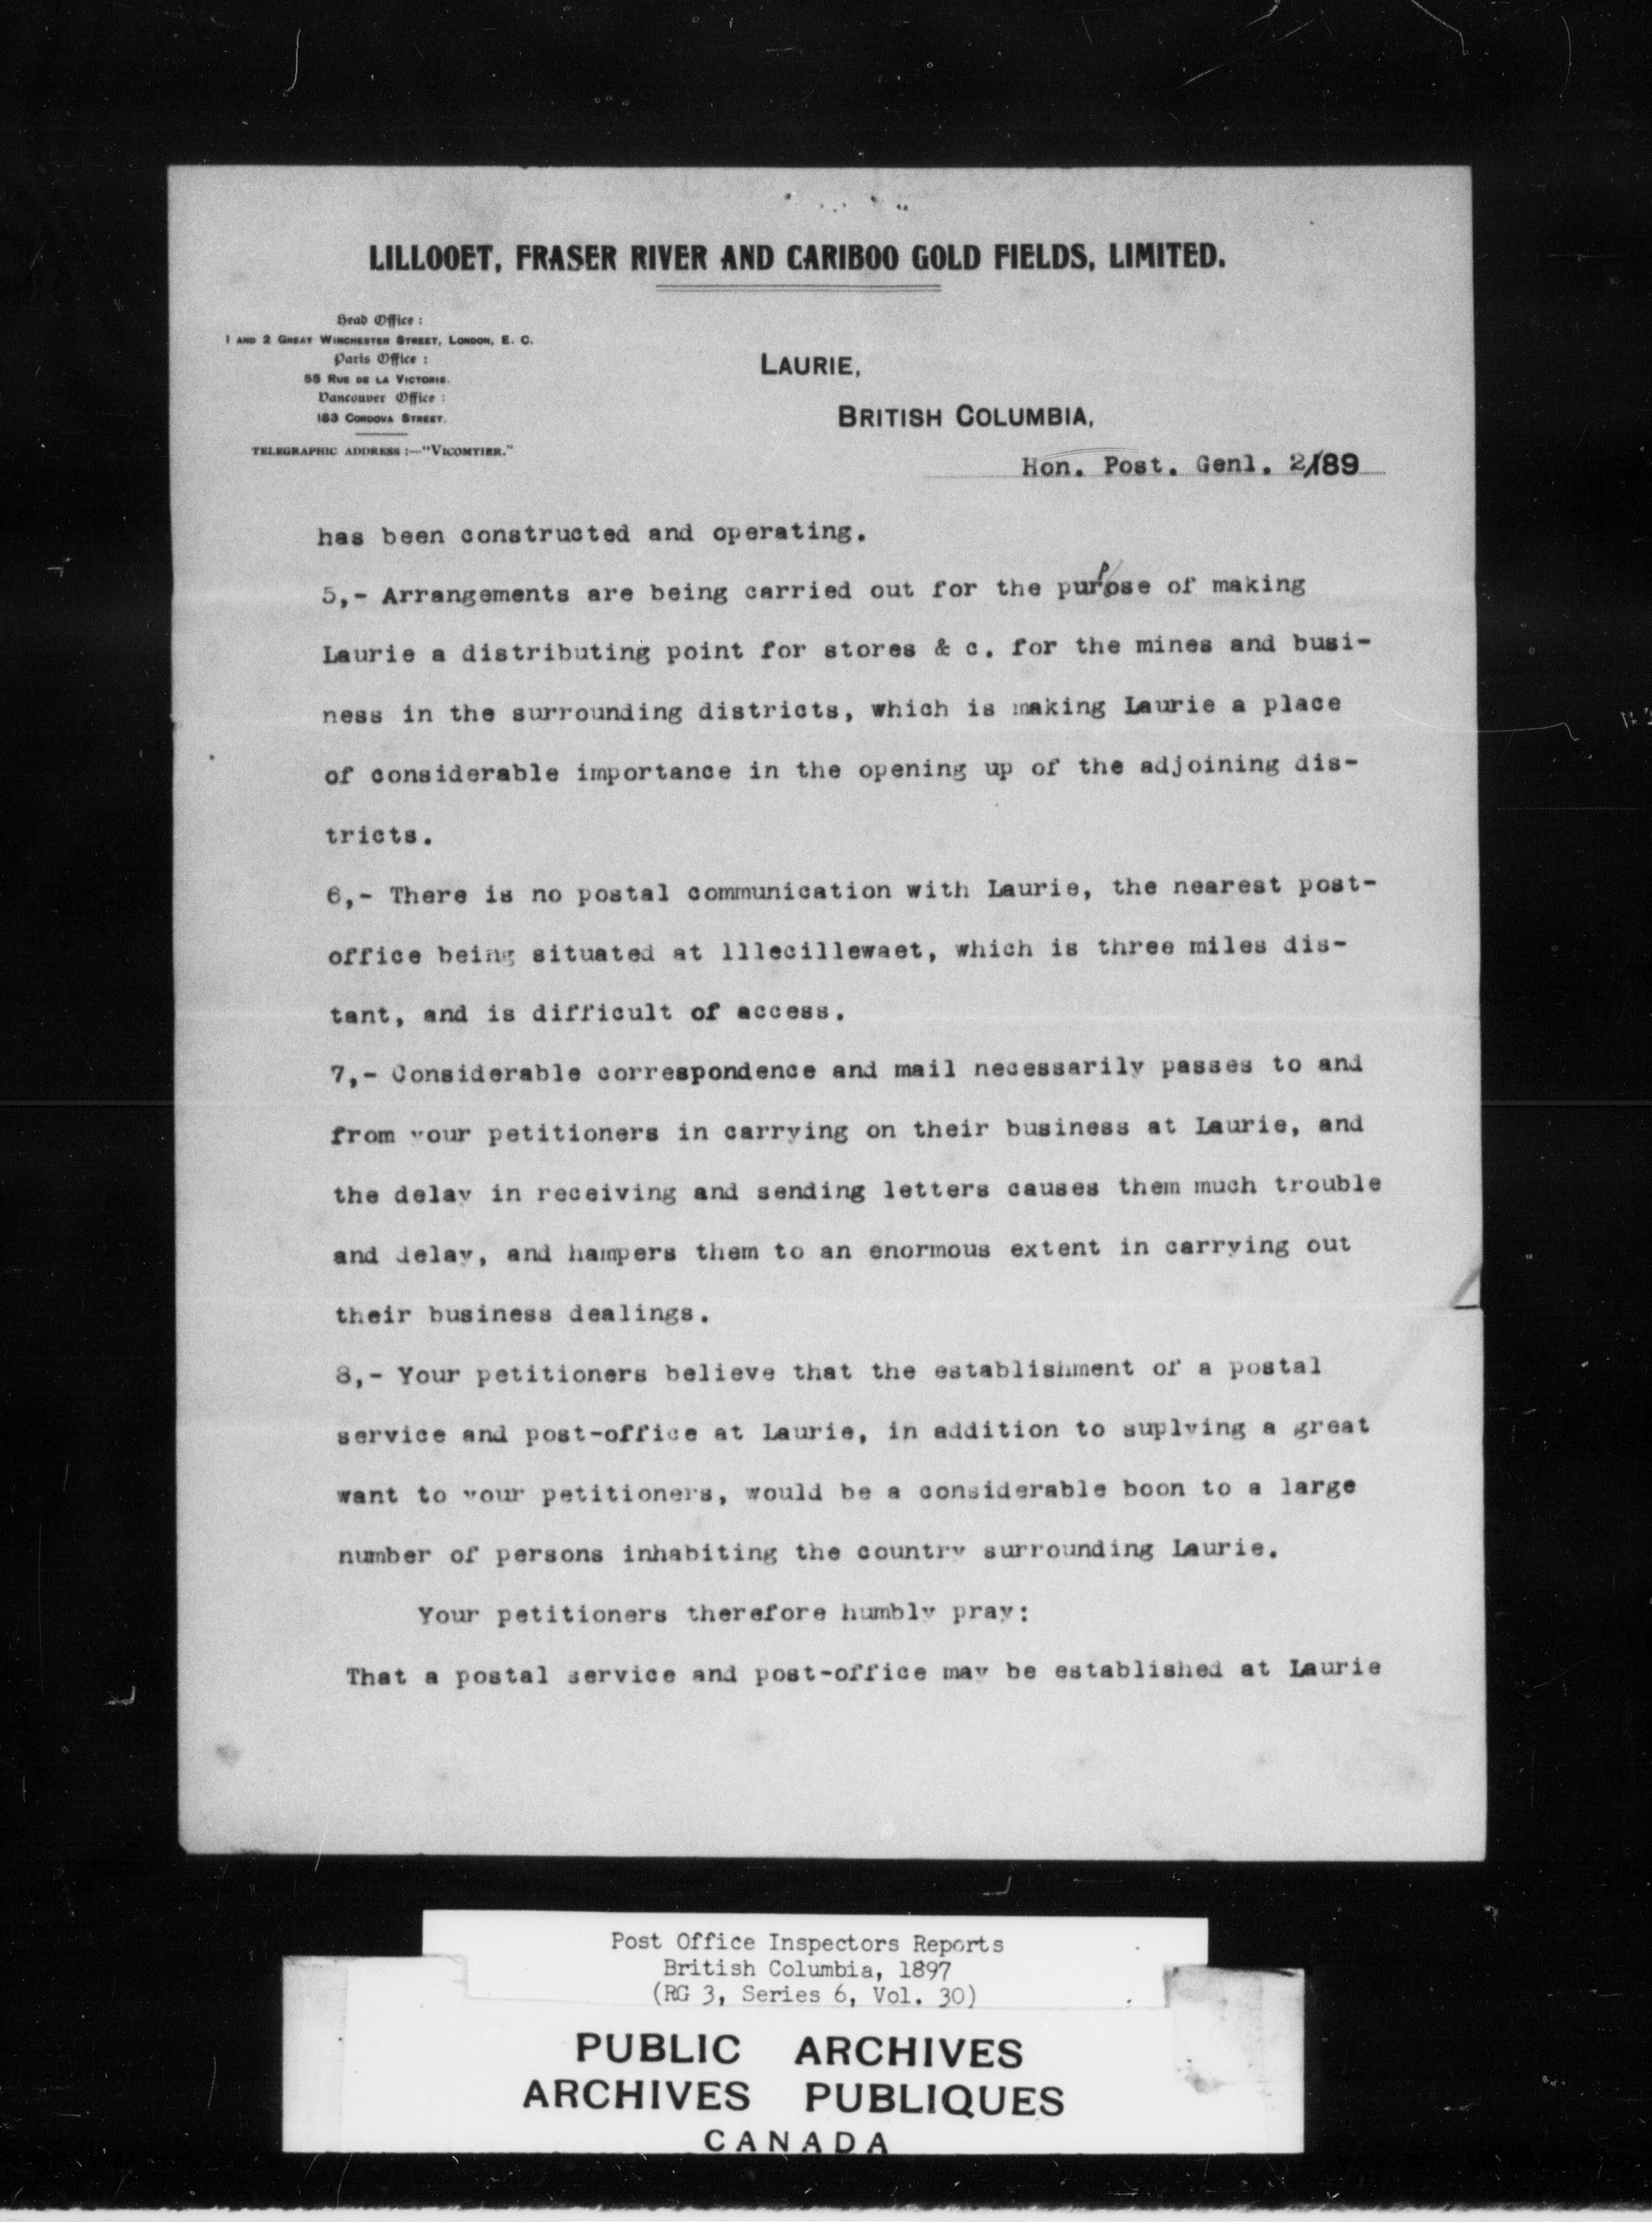 LILLOOET, FRASER RIVER AND CARIBOO GOLD FIELDS, LIMITED.
Head Office :
1 AND 2 GREAT WINCHESTER STREET, LONDON, E. C.
Paris Office :
55 RUE DE LA VICTORIE.
Vancouver Office :
183 CORDOVA STREET.
TELEGRAPHIC ADDRESS :—"VICOMTIER."
LAURIE,
BRITISH COLUMBIA,
Hon. Post. Genl. 2/189
has been constructed and operating.
5,- Arrangements are being carried out for the purpose of making
Laurie a distributing point for stores & c. for the mines and busi-
ness in the surrounding districts, which is making Laurie a place
of considerable importance in the opening up of the adjoining dis-
tricts.
6,- There is no postal communication with Laurie, the nearest post-
office being situated at lllecillewaet, which is three miles dis-
tant, and is difficult of access.
7,- Considerable correspondence and mail necessarily passes to and
from your petitioners in carrying on their business at Laurie, and
the delay in receiving and sending letters causes them much trouble
and delay, and hampers them to an enormous extent in carrying out
their business dealings.
8,- Your petitioners believe that the establishment of a postal
service and post-office at Laurie, in addition to suplying a great
want to your petitioners, would be a considerable boon to a large
number of persons inhabiting the country surrounding Laurie.
Your petitioners therefore humbly pray:
That a postal service and post-office may be established at Laurie
Post Office Inspectors Reports
British Columbia, 1897
(RG 3, Series 6, Vol. 30)
PUBLIC ARCHIVES
ARCHIVES PUBLIQUES
CANADA